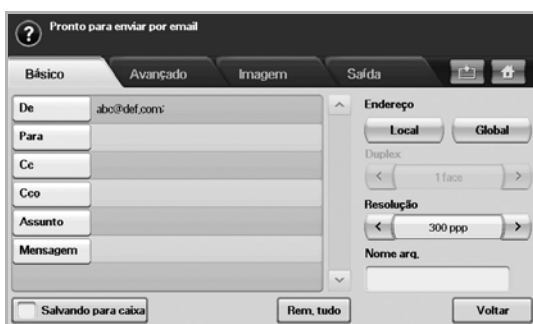 Pronto para enviar por email
Básico
Avançado
Imagem
Saída
De
abc@def.com;
Para
Cc
Cco
Assunto
Mensagem
Endereço
Local
Global
Duplex
1 face
Resolução
300 ppp
Nome arq.
Salvando para caixa
Rem. tudo
Voltar